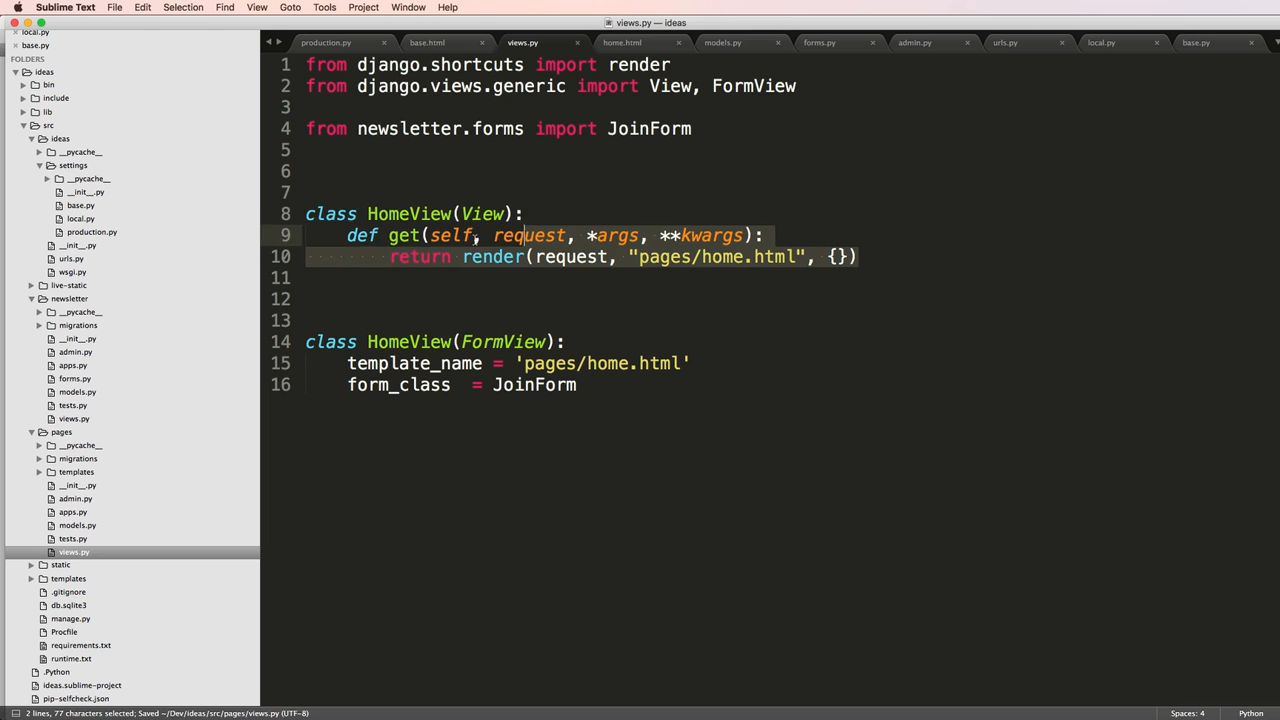 Sublime Text File Edit Selection Find View Goto Tools Project Window Help
views.py — ideas
local.py
base.py
FOLDERS
ideas
bin
include
lib
src
ideas
__pycache__
settings
__pycache__
__init__.py
base.py
local.py
production.py
__init__.py
urls.py
wsgi.py
live-static
newsletter
__pycache__
migrations
__init__.py
admin.py
apps.py
forms.py
models.py
tests.py
views.py
pages
__pycache__
migrations
templates
__init__.py
admin.py
apps.py
models.py
tests.py
views.py
static
templates
.gitignore
db.sqlite3
manage.py
Procfile
requirements.txt
runtime.txt
.Python
ideas.sublime-project
pip-selfcheck.json
production.py base.html views.py home.html models.py forms.py admin.py urls.py local.py base.py
1 from django.shortcuts import render
2 from django.views.generic import View, FormView
3
4 from newsletter.forms import JoinForm
5
6
7
8 class HomeView(View):
9 def get(self, request, *args, **kwargs):
10 return render(request, "pages/home.html", {})
11
12
13
14 class HomeView(FormView):
15 template_name = 'pages/home.html'
16 form_class = JoinForm
2 lines, 77 characters selected; Saved ~/Dev/ideas/src/pages/views.py (UTF-8) Spaces: 4 Python